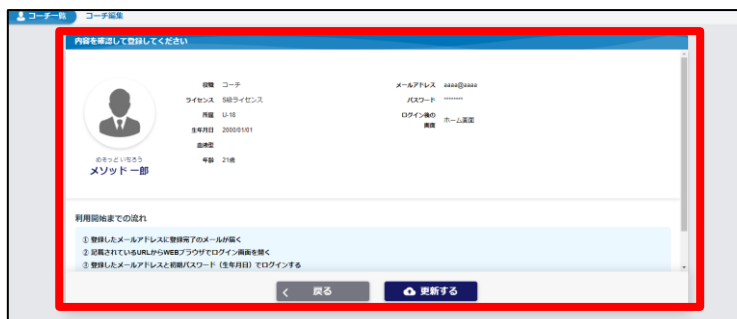 コーチ一覧 コーチ編集
内容を確認して登録してください
役職 コーチ
ライセンス S級ライセンス
所属 U-18
生年月日 2000/01/01
血液型
年齢 21歳
めそっどいちろう
メソッド 一郎
メールアドレス aaaa@aaaa
パスワード ********
ログイン後の画面 ホーム画面
利用開始までの流れ
① 登録したメールアドレスに登録完了のメールが届く
② 記載されているURLからWEBブラウザでログイン画面を開く
③ 登録したメールアドレスと初期パスワード（生年月日）でログインする
戻る 更新する